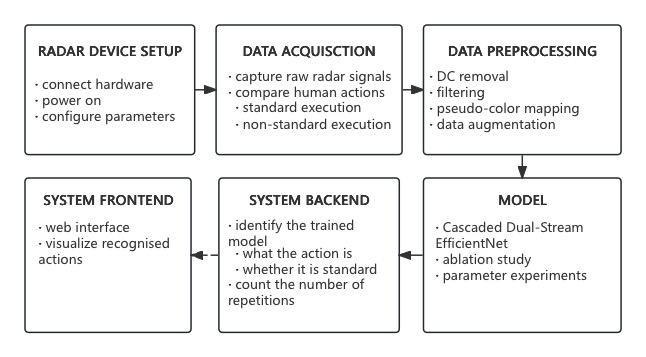 RADAR DEVICE SETUP
· connect hardware
· power on
· configure parameters
DATA ACQUISCTION
· capture raw radar signals
· compare human actions
· standard execution
· non-standard execution
DATA PREPROCESSING
· DC removal
· filtering
· pseudo-color mapping
· data augmentation
SYSTEM FRONTEND
· web interface
· visualize recognised
actions
SYSTEM BACKEND
· identify the trained
model
· what the action is
· whether it is standard
· count the number of
repetitions
MODEL
· Cascaded Dual-Stream
EfficientNet
· ablation study
· parameter experiments